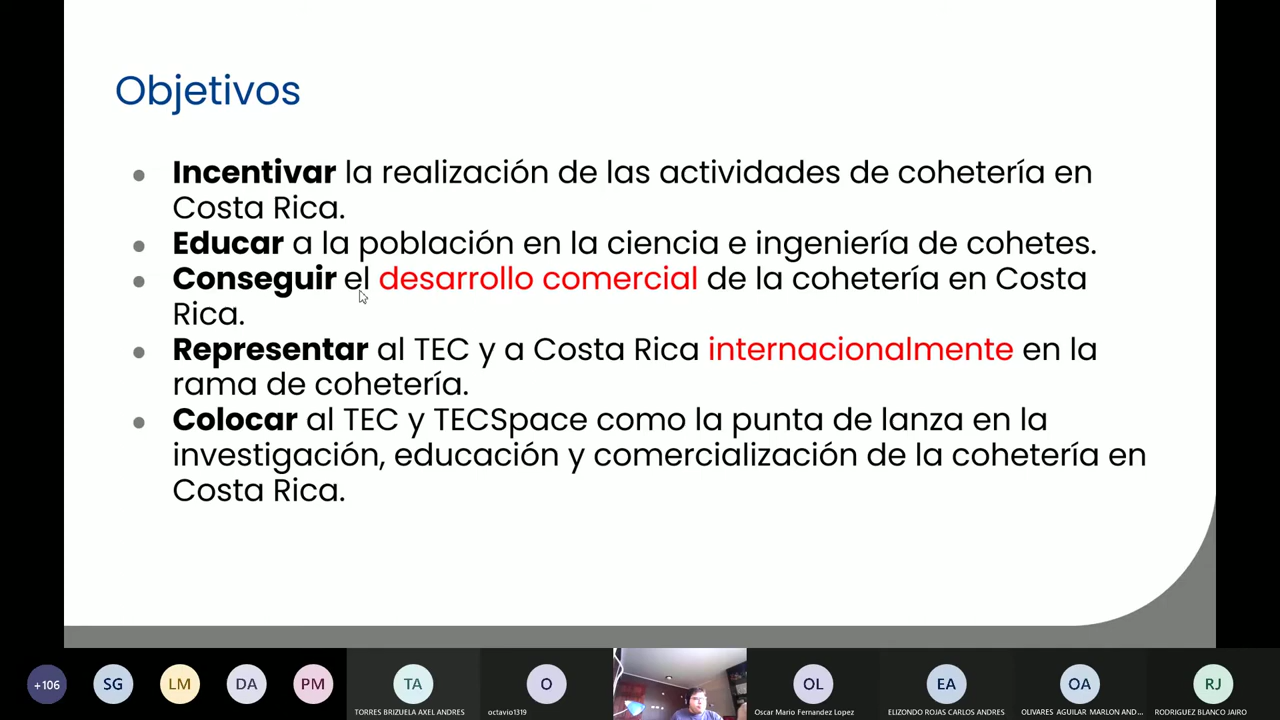 Objetivos
● Incentivar la realización de las actividades de cohetería en
Costa Rica.
● Educar a la población en la ciencia e ingeniería de cohetes.
● Conseguir el desarrollo comercial de la cohetería en Costa
Rica.
● Representar al TEC y a Costa Rica internacionalmente en la
rama de cohetería.
● Colocar al TEC y TECSpace como la punta de lanza en la
investigación, educación y comercialización de la cohetería en
Costa Rica.
+106 SG LM DA PM TA O OL EA OA RJ
TORRES BRIZUELA AXEL ANDRES octavio1319 Oscar Mario Fernandez Lopez ELIZONDO ROJAS CARLOS ANDRES OLIVARES AGUILAR MARLON AND... RODRIGUEZ BLANCO JAIRO